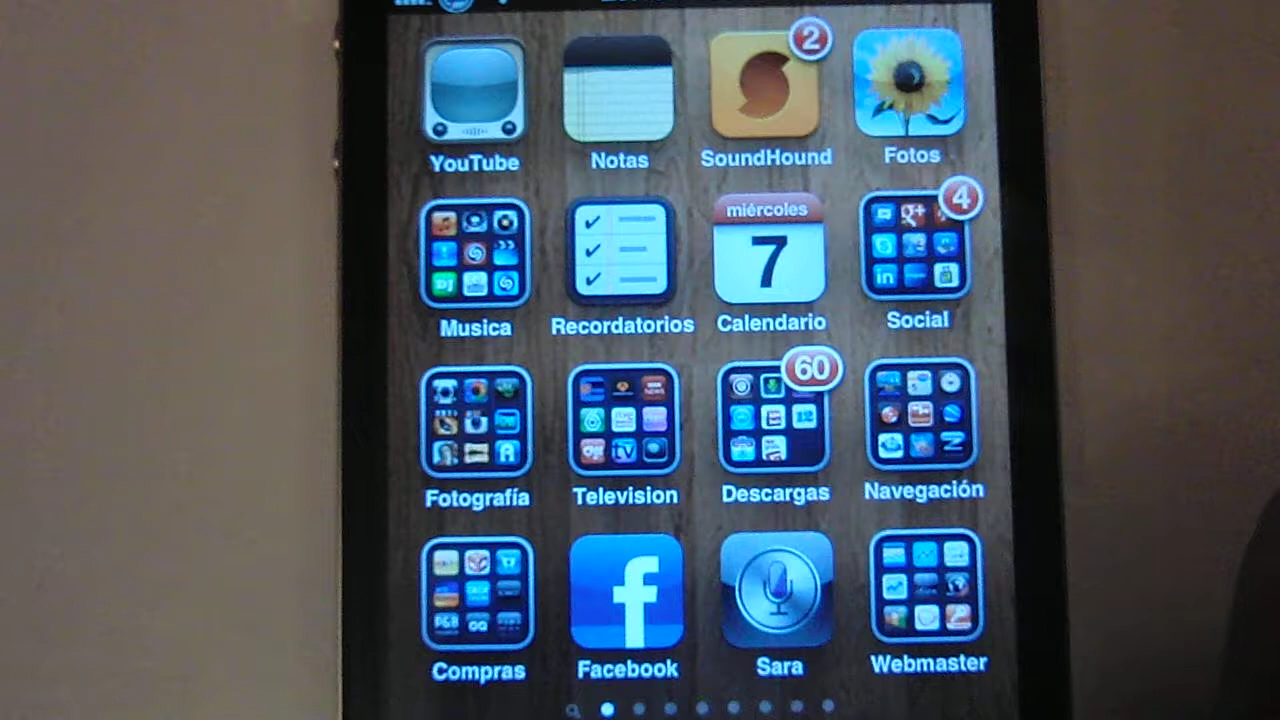 YouTube Notas SoundHound 2 Fotos
miércoles
7
4
Musica Recordatorios Calendario Social
60
Fotografía Television Descargas Navegación
f
Compras Facebook Sara Webmaster